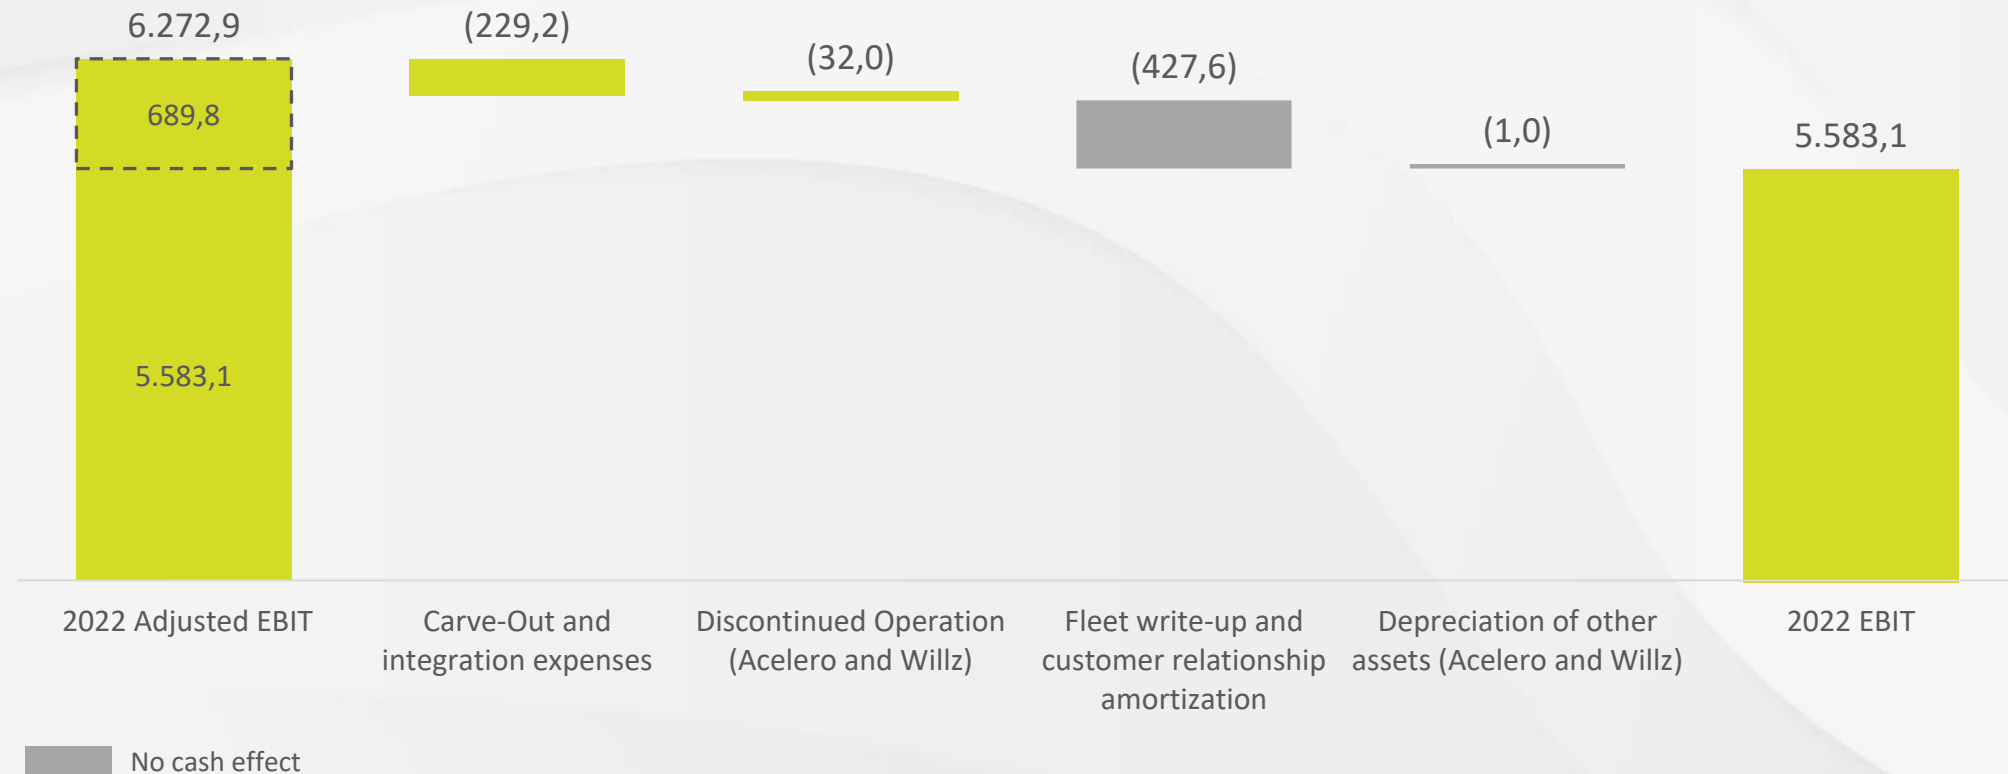 6.272,9
(229,2)
(32,0)
(427,6)
(1,0)
5.583,1
689,8
5.583,1
2022 Adjusted EBIT
Carve-Out and
integration expenses
Discontinued Operation
(Acelero and Willz)
Fleet write-up and
customer relationship
amortization
Depreciation of other
assets (Acelero and Willz)
2022 EBIT
No cash effect